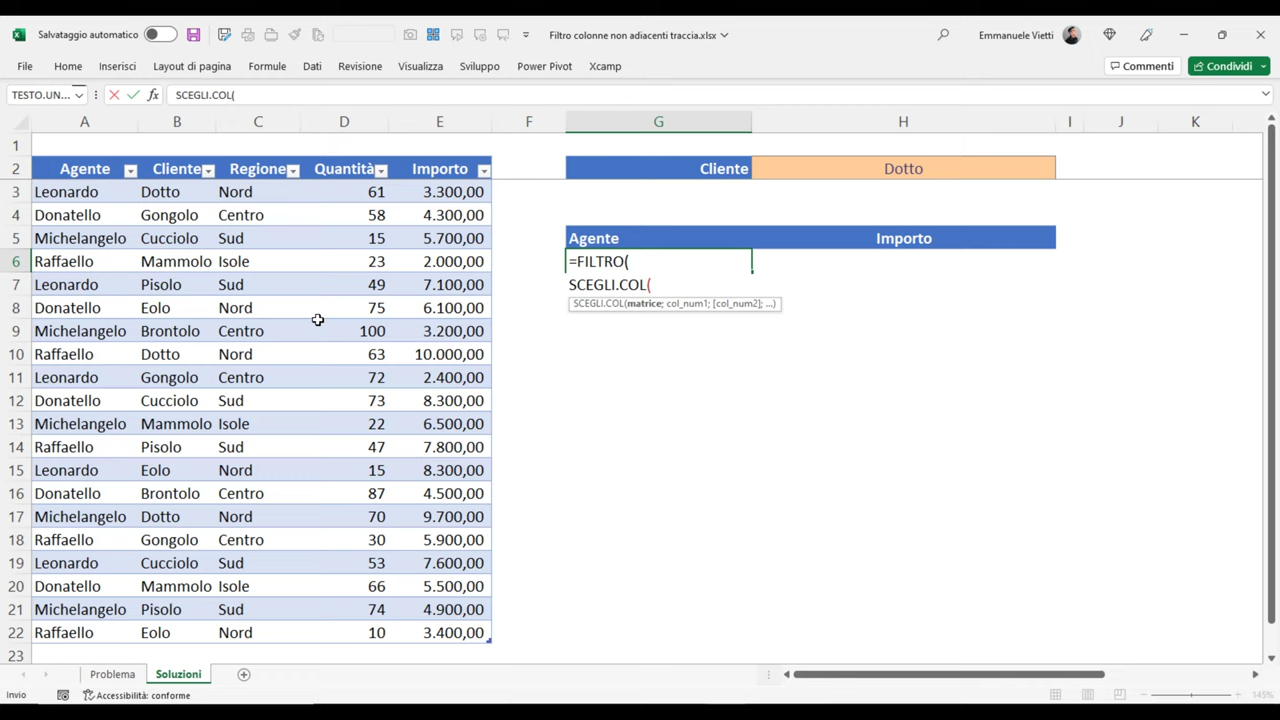 Salvataggio automatico
Filtro colonne non adiacenti traccia.xlsx
Emmanuele Vietti
File Home Inserisci Layout di pagina Formule Dati Revisione Visualizza Sviluppo Power Pivot Xcamp Commenti Condividi
TESTO.UN... fx SCEGLI.COL(
A B C D E F G H I J K
1
2 Agente Cliente Regione Quantità Importo Cliente Dotto
3 Leonardo Dotto Nord 61 3.300,00
4 Donatello Gongolo Centro 58 4.300,00
5 Michelangelo Cucciolo Sud 15 5.700,00 Agente Importo
6 Raffaello Mammolo Isole 23 2.000,00 =FILTRO(
7 Leonardo Pisolo Sud 49 7.100,00 SCEGLI.COL(
SCEGLI.COL(matrice; col_num1; [col_num2]; ...)
8 Donatello Eolo Nord 75 6.100,00
9 Michelangelo Brontolo Centro 100 3.200,00
10 Raffaello Dotto Nord 63 10.000,00
11 Leonardo Gongolo Centro 72 2.400,00
12 Donatello Cucciolo Sud 73 8.300,00
13 Michelangelo Mammolo Isole 22 6.500,00
14 Raffaello Pisolo Sud 47 7.800,00
15 Leonardo Eolo Nord 15 8.300,00
16 Donatello Brontolo Centro 87 4.500,00
17 Michelangelo Dotto Nord 70 9.700,00
18 Raffaello Gongolo Centro 30 5.900,00
19 Leonardo Cucciolo Sud 53 7.600,00
20 Donatello Mammolo Isole 66 5.500,00
21 Michelangelo Pisolo Sud 74 4.900,00
22 Raffaello Eolo Nord 10 3.400,00
23
Problema Soluzioni
Invio Accessibilità: conforme 145%